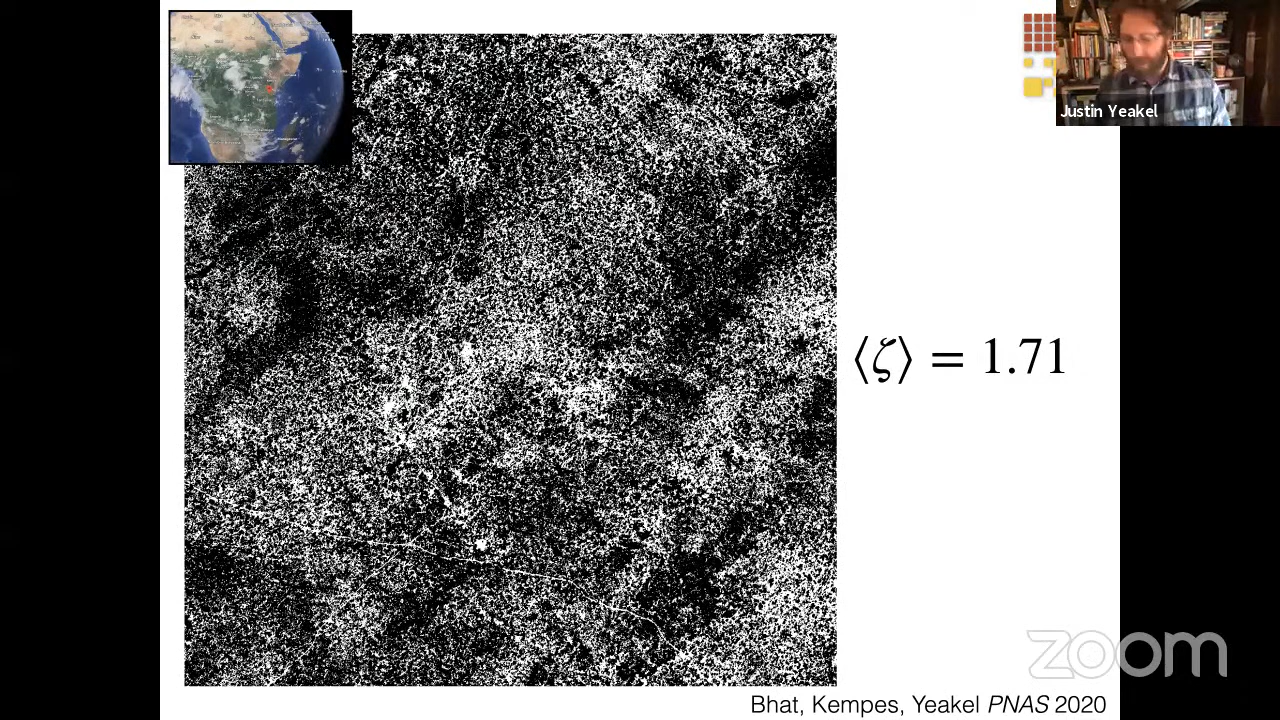 Justin Yeakel
⟨ζ⟩ = 1.71
zoom
Bhat, Kempes, Yeakel PNAS 2020